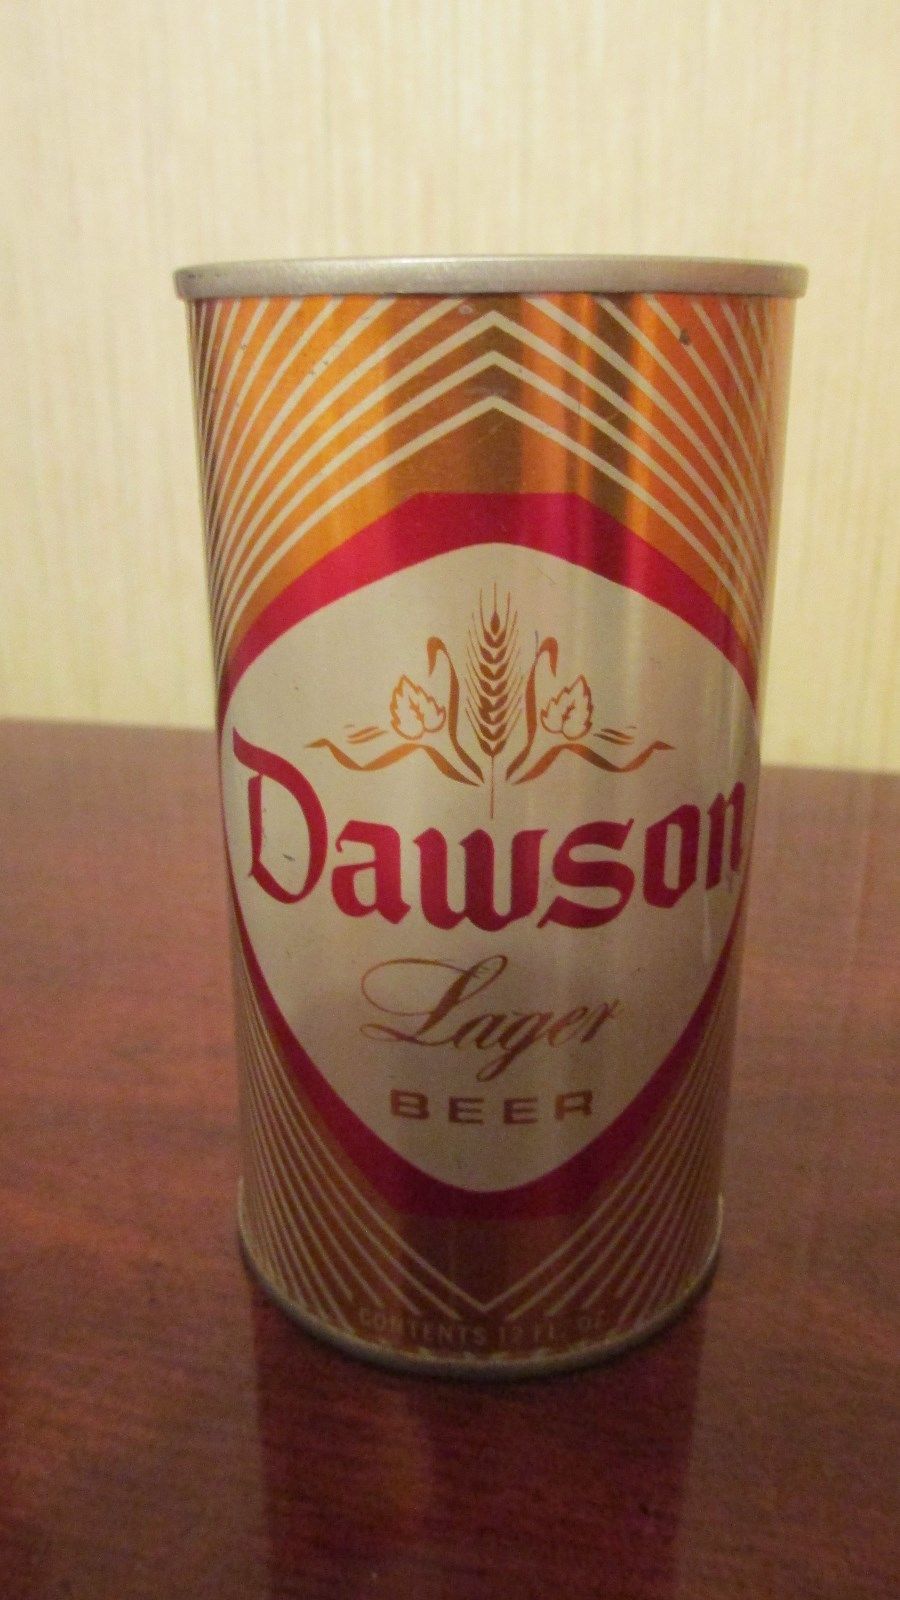 Dawson
Lager
BEER
CONTENTS 12 FL. OZ.